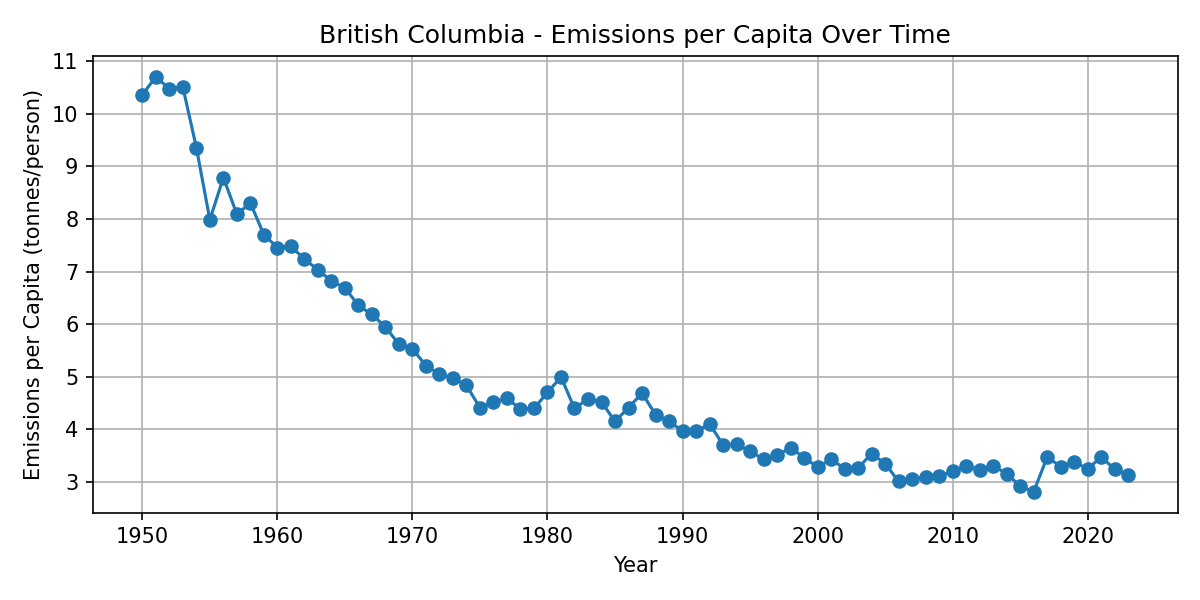 British Columbia - Emissions per Capita Over Time
Emissions per Capita (tonnes/person)
11
10
9
8
7
6
5
4
3
1950 1960 1970 1980 1990 2000 2010 2020
Year